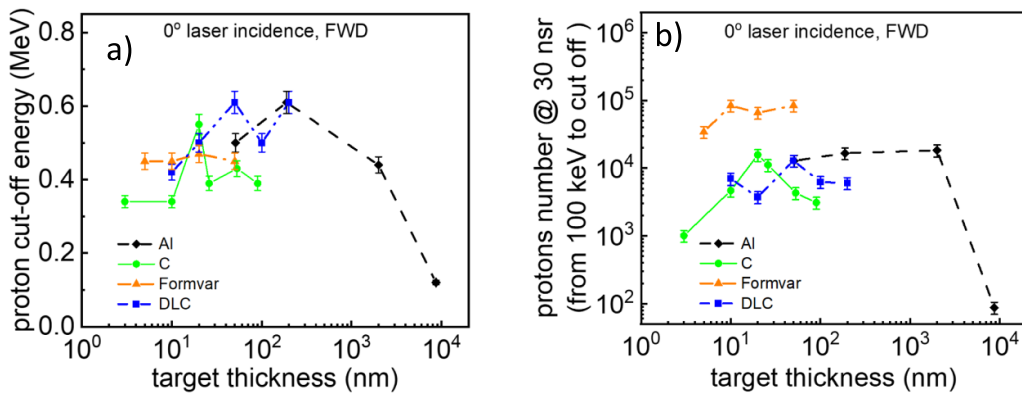 a)
0° laser incidence, FWD
proton cut-off energy (MeV)
0.8
0.6
0.4
0.2
0.0
Al
C
Formvar
DLC
10⁰
10¹
10²
10³
10⁴
target thickness (nm)
b)
0° laser incidence, FWD
protons number @ 30 nsr
(from 100 keV to cut off )
10⁶
10⁵
10⁴
10³
10²
Al
C
Formvar
DLC
10⁰
10¹
10²
10³
10⁴
target thickness (nm)